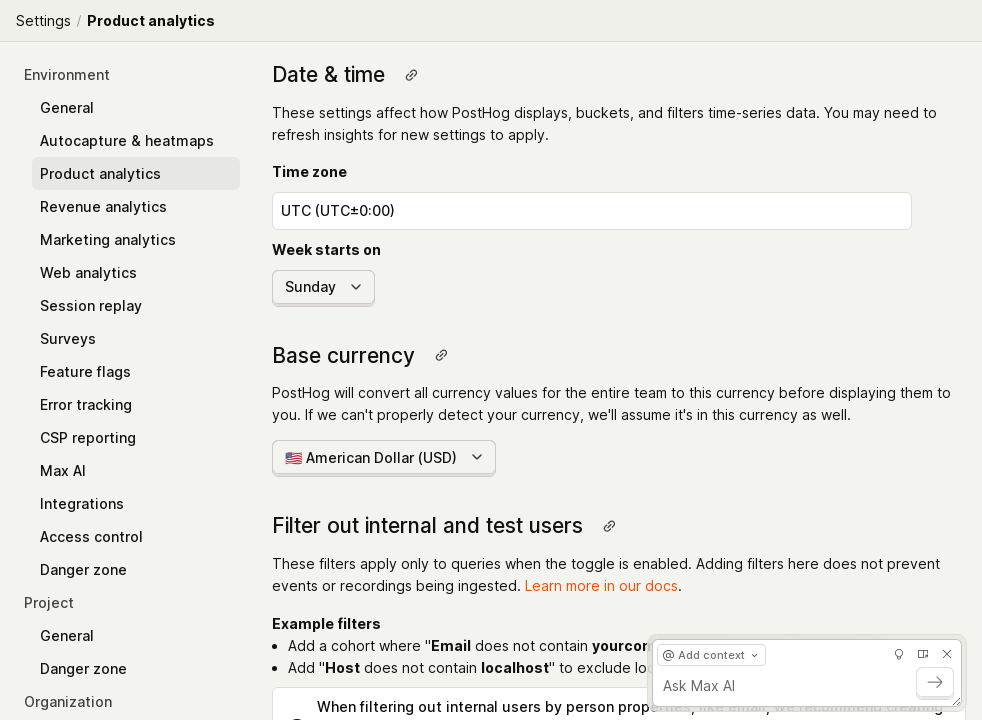 Settings / Product analytics
Environment
General
Autocapture & heatmaps
Product analytics
Revenue analytics
Marketing analytics
Web analytics
Session replay
Surveys
Feature flags
Error tracking
CSP reporting
Max AI
Integrations
Access control
Danger zone
Project
General
Danger zone
Organization
Date & time
These settings affect how PostHog displays, buckets, and filters time-series data. You may need to
refresh insights for new settings to apply.
Time zone
UTC (UTC±0:00)
Week starts on
Sunday
Base currency
PostHog will convert all currency values for the entire team to this currency before displaying them to
you. If we can't properly detect your currency, we'll assume it's in this currency as well.
🇺🇸 American Dollar (USD)
Filter out internal and test users
These filters apply only to queries when the toggle is enabled. Adding filters here does not prevent
events or recordings being ingested. Learn more in our docs.
Example filters
Add a cohort where "Email does not contain
Add "Host does not contain localhost" to exclude
When filtering out internal users by person properties, like email, we recommend creating
@ Add context
Ask Max AI